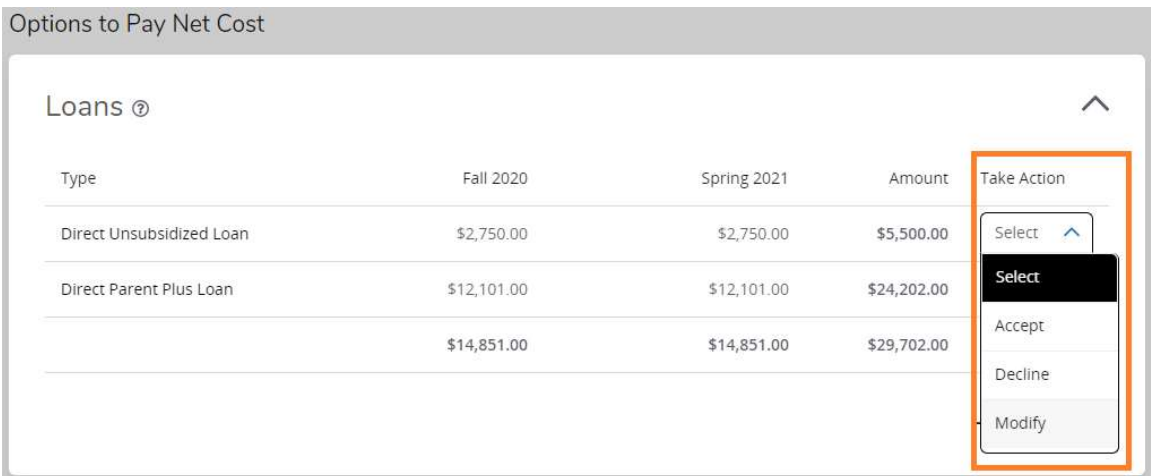 Options to Pay Net Cost
Loans ?
Type Fall 2020 Spring 2021 Amount Take Action
Direct Unsubsidized Loan $2,750.00 $2,750.00 $5,500.00 Select
Select
Direct Parent Plus Loan $12,101.00 $12,101.00 $24,202.00
Accept
$14,851.00 $14,851.00 $29,702.00
Decline
Modify